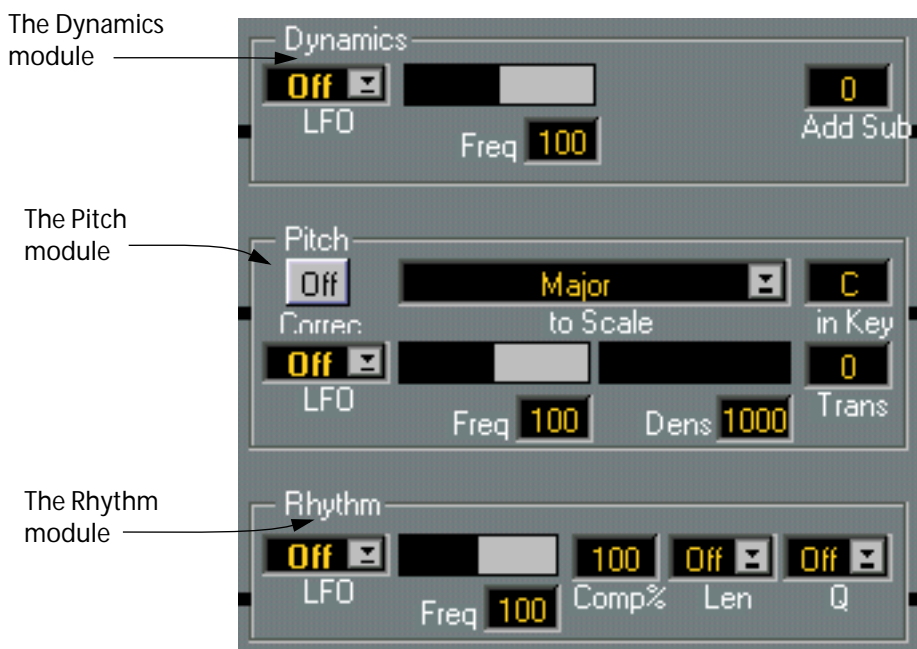 The Dynamics
module
Dynamics
Off
LFO
Freq 100
0
Add Sub
The Pitch
module
Pitch
Off
Major
C
Correc
to Scale
in Key
Off
LFO
Freq 100
Dens 1000
0
Trans
The Rhythm
module
Rhythm
Off
LFO
Freq 100
100
Comp%
Off
Len
Off
Q